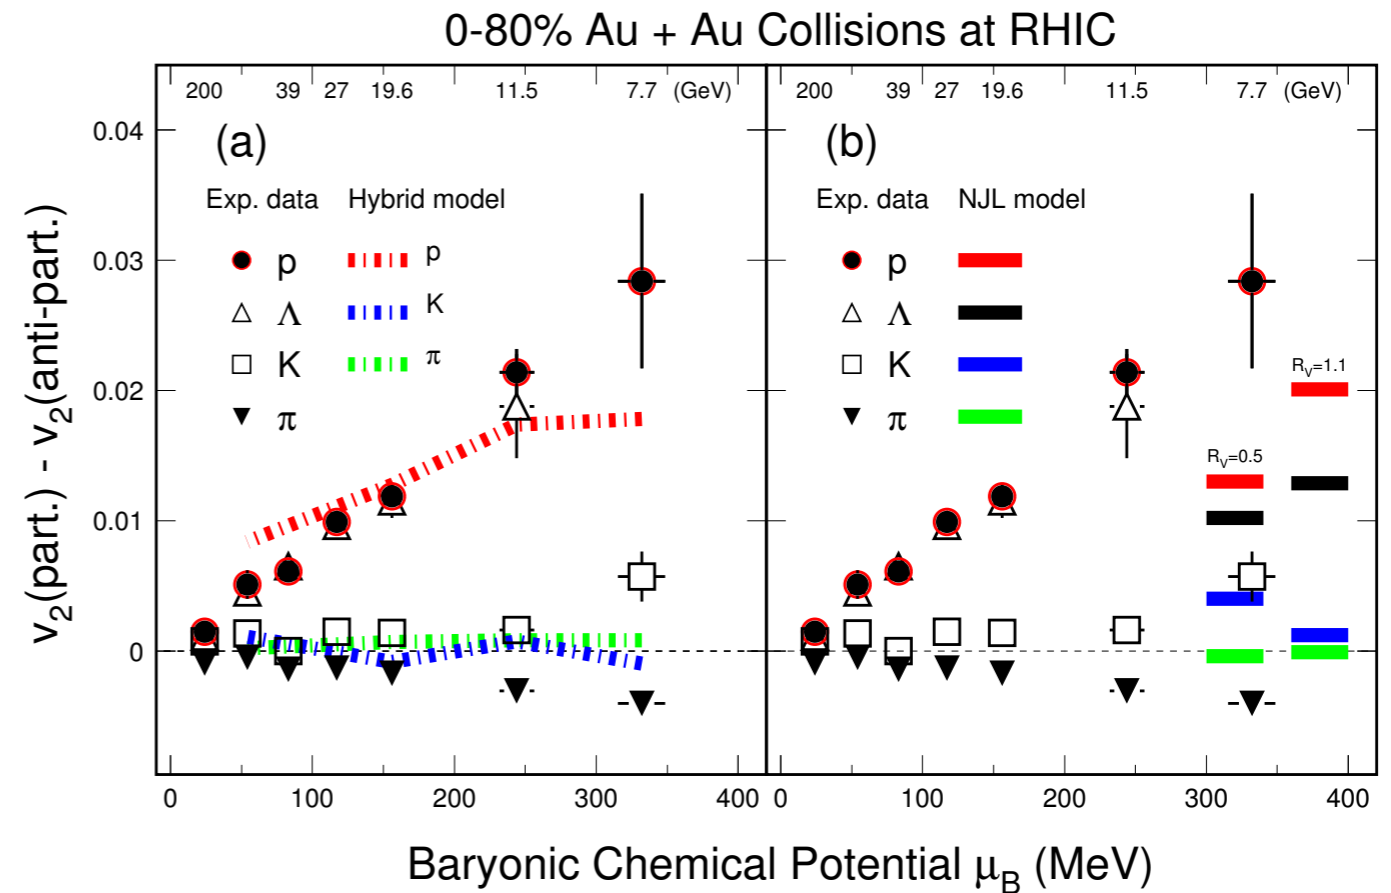 0-80% Au + Au Collisions at RHIC
200 39 27 19.6 11.5 7.7 (GeV)
(a)
Exp. data Hybrid model
p p
Λ K
K π
π
200 39 27 19.6 11.5 7.7 (GeV)
(b)
Exp. data NJL model
p
Λ
K
π
R_V=1.1
R_V=0.5
0.04
0.03
0.02
0.01
0
v_2(part.) - v_2(anti-part.)
0 100 200 300 400
0 100 200 300 400
Baryonic Chemical Potential μ_B (MeV)